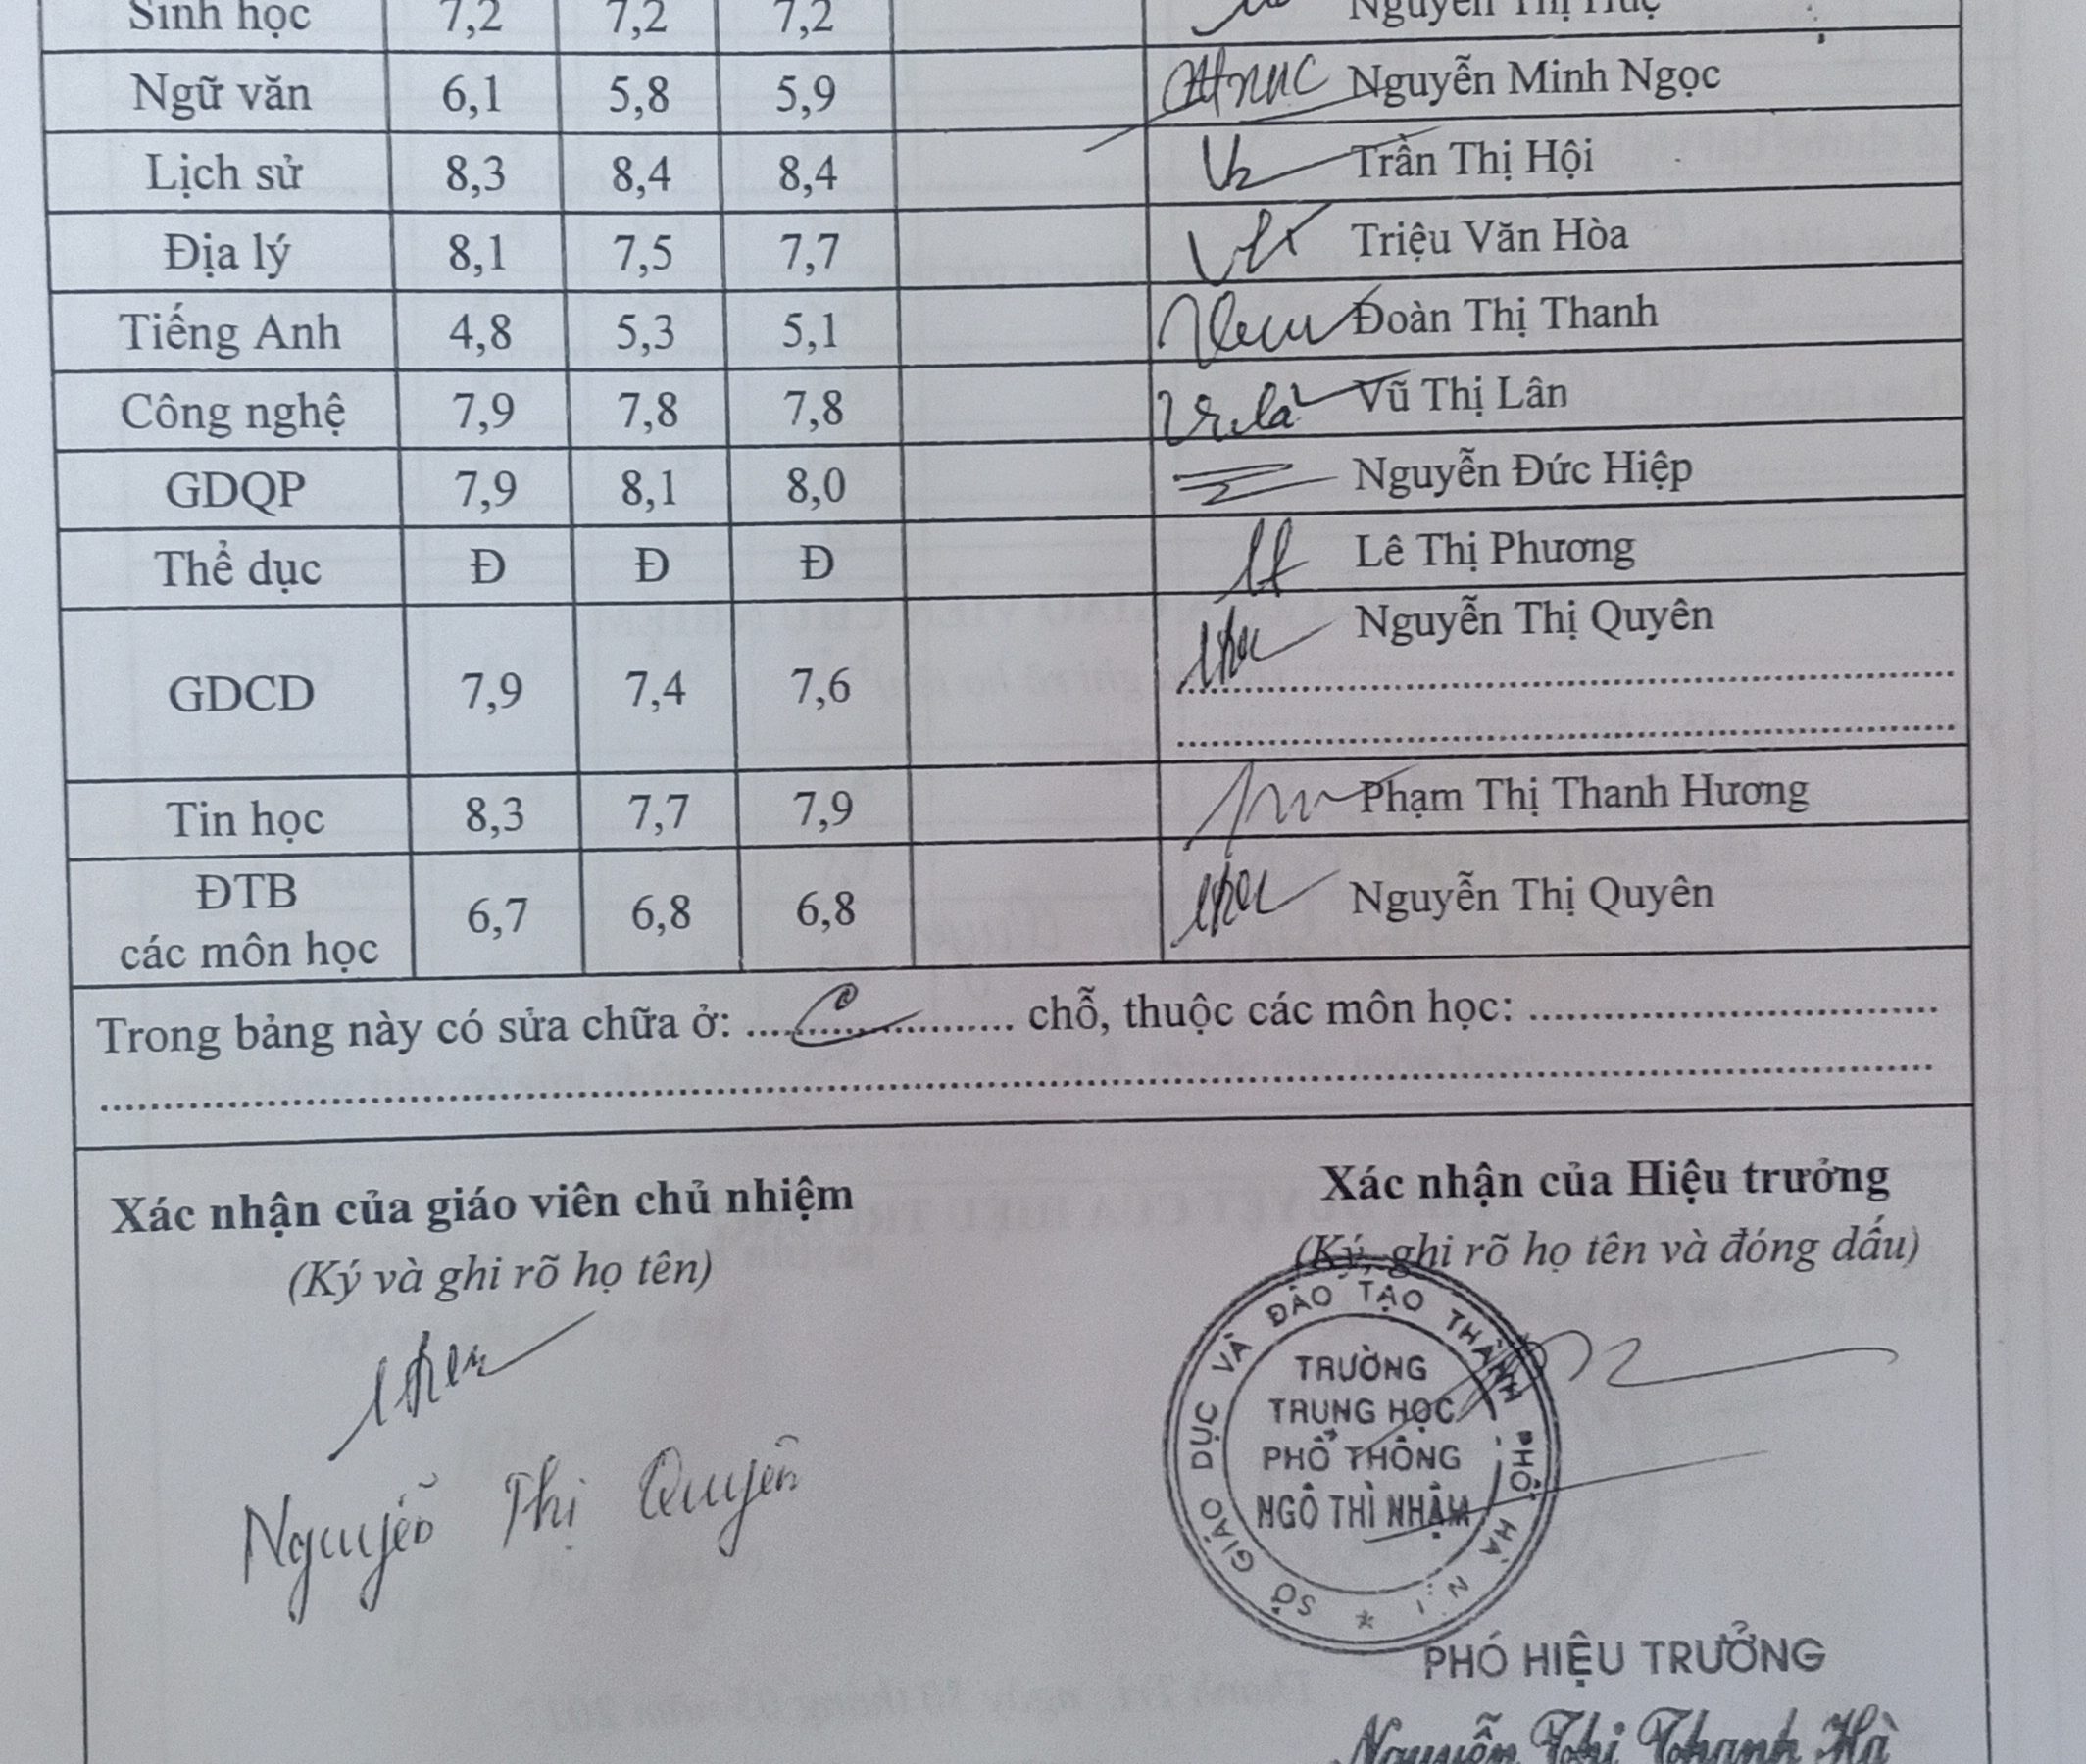 Sinh học 7,2 7,2 7,2 Nguyễn Thị Huệ
Ngữ văn 6,1 5,8 5,9 Nguyễn Minh Ngọc
Lịch sử 8,3 8,4 8,4 Trần Thị Hội
Địa lý 8,1 7,5 7,7 Triệu Văn Hòa
Tiếng Anh 4,8 5,3 5,1 Đoàn Thị Thanh
Công nghệ 7,9 7,8 7,8 Vũ Thị Lân
GDQP 7,9 8,1 8,0 Nguyễn Đức Hiệp
Thể dục Đ Đ Đ Lê Thị Phương
GDCD 7,9 7,4 7,6 Nguyễn Thị Quyên
Tin học 8,3 7,7 7,9 Phạm Thị Thanh Hương
ĐTB
các môn học 6,7 6,8 6,8 Nguyễn Thị Quyên
Trong bảng này có sửa chữa ở: ........ chỗ, thuộc các môn học: ........
Xác nhận của giáo viên chủ nhiệm
(Ký và ghi rõ họ tên)
Nguyễn Thị Quyên
Xác nhận của Hiệu trưởng
(Ký, ghi rõ họ tên và đóng dấu)
SỞ GIÁO DỤC VÀ ĐÀO TẠO THÀNH PHỐ HÀ NỘI
TRƯỜNG
TRUNG HỌC
PHỔ THÔNG
NGÔ THÌ NHẬM
PHÓ HIỆU TRƯỞNG
Nguyễn Thị Thanh Hà